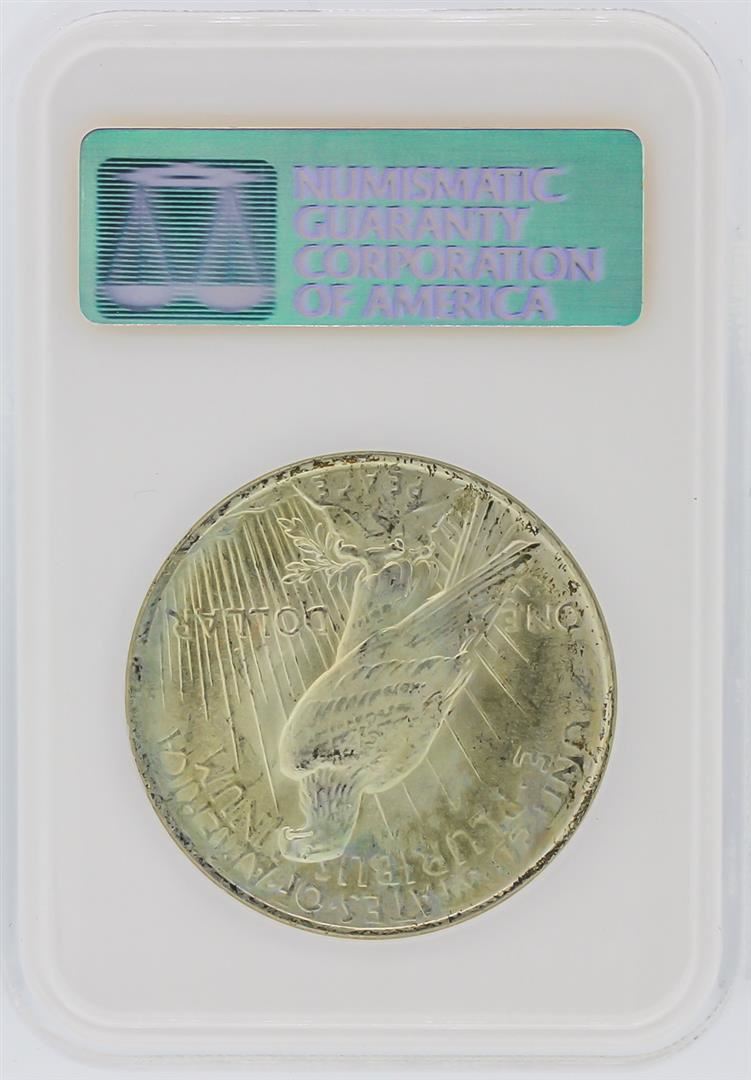 NUMISMATIC
GUARANTY
CORPORATION
OF AMERICA
UNITED STATES OF AMERICA
E PLURIBUS UNUM
ONE DOLLAR
PEACE